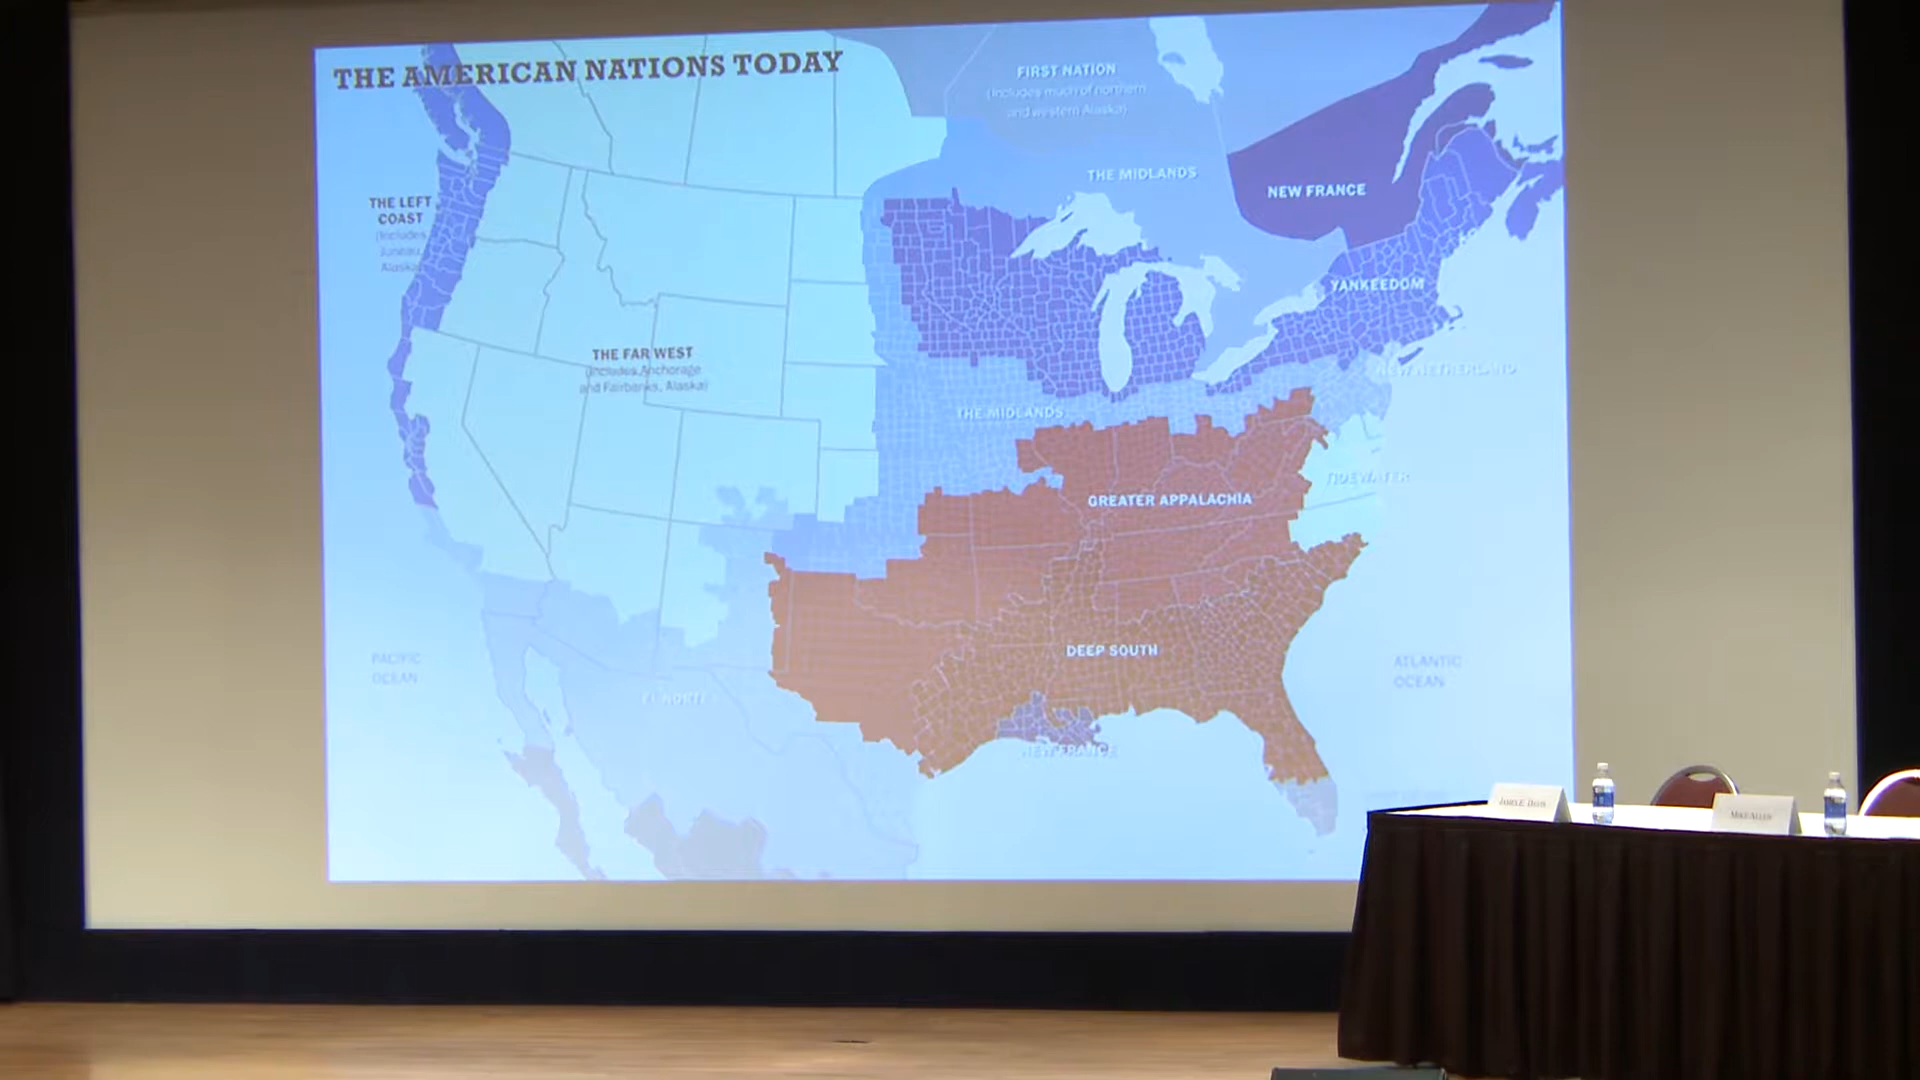 THE AMERICAN NATIONS TODAY
FIRST NATION
(Includes much of northern
and western Alaska)
THE MIDLANDS
NEW FRANCE
THE LEFT
COAST
(Includes
Juneau,
Alaska)
YANKEEDOM
THE FAR WEST
(Includes Anchorage
and Fairbanks, Alaska)
NEW NETHERLAND
THE MIDLANDS
TIDEWATER
GREATER APPALACHIA
DEEP SOUTH
PACIFIC
OCEAN
ATLANTIC
OCEAN
EL NORTE
NEW FRANCE
MIKE ALLEN